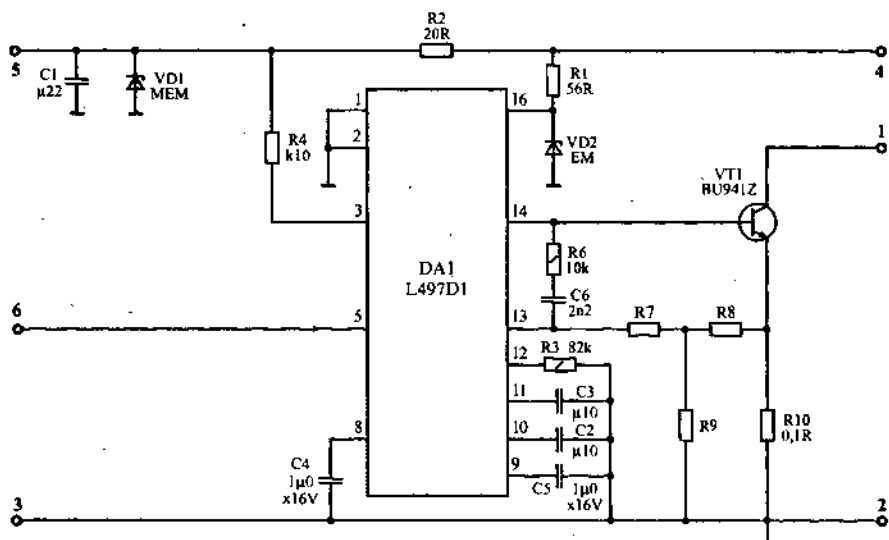 R2
20R
5
4
C1
µ22
VD1
MEM
R1
56R
1
16
1
R4
k10
2
VD2
EM
VT1
BU941Z
3
14
DA1
L497D1
R6
10k
C6
2n2
6
5
13
R7
R8
12
R3 82k
11
C3
µ10
8
10
C2
µ10
R9
R10
0,1R
C4
1µ0
x16V
9
C5
1µ0
x16V
3
2